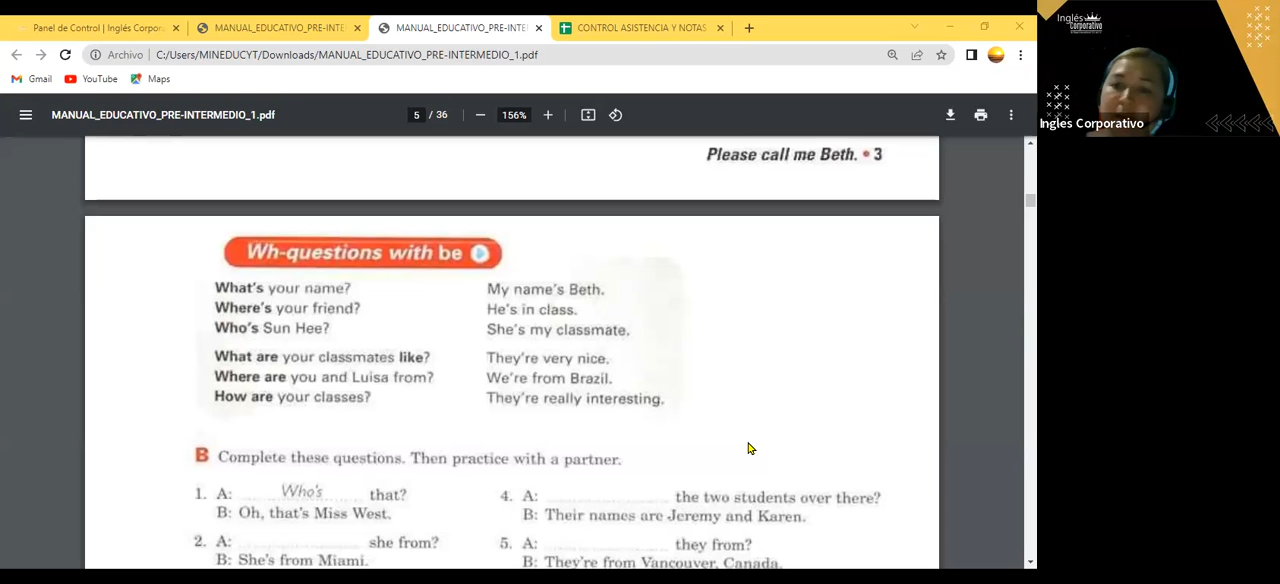 Panel de Control | Inglés Corpor
MANUAL_EDUCATIVO_PRE-INTERME
MANUAL_EDUCATIVO_PRE-INTERME
CONTROL ASISTENCIA Y NOTAS
Archivo
C:/Users/MINEDUCYT/Downloads/MANUAL_EDUCATIVO_PRE-INTERMEDIO_1.pdf
Gmail
YouTube
Maps
MANUAL_EDUCATIVO_PRE-INTERMEDIO_1.pdf
5 / 36
156%
Inglés
Corporativo
Ingles Corporativo
Please call me Beth. • 3
Wh-questions with be
What's your name? My name's Beth.
Where's your friend? He's in class.
Who's Sun Hee? She's my classmate.
What are your classmates like? They're very nice.
Where are you and Luisa from? We're from Brazil.
How are your classes? They're really interesting.
B Complete these questions. Then practice with a partner.
1. A: Who's that?
B: Oh, that's Miss West.
2. A: she from?
B: She's from Miami.
4. A: the two students over there?
B: Their names are Jeremy and Karen.
5. A: they from?
B: They're from Vancouver, Canada.